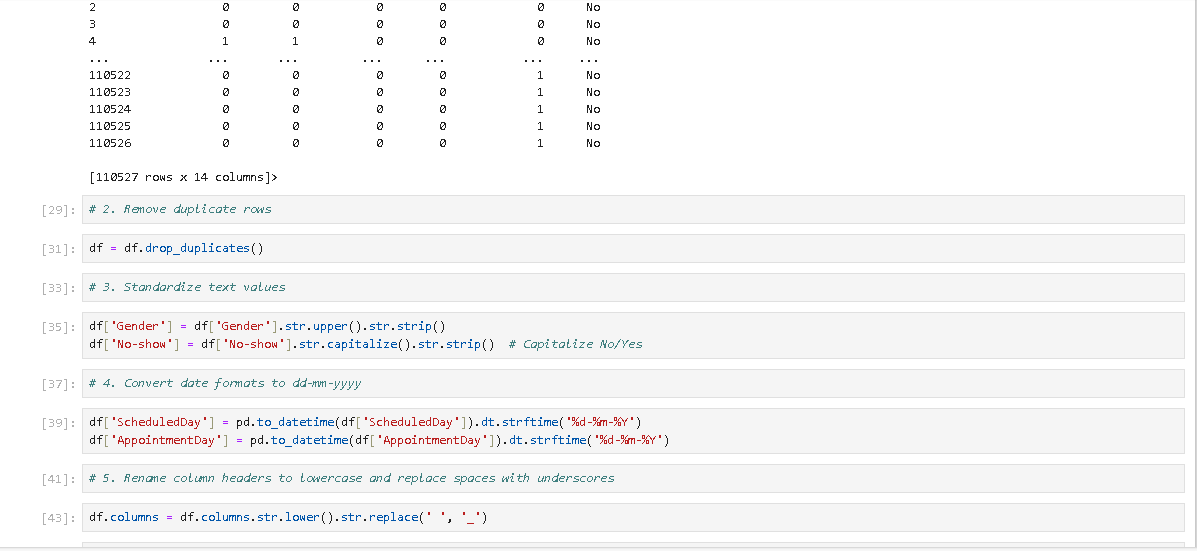 2 0 0 0 0 0 No
3 0 0 0 0 0 No
4 1 1 0 0 0 No
... ... ... ... ... ... ...
110522 0 0 0 0 1 No
110523 0 0 0 0 1 No
110524 0 0 0 0 1 No
110525 0 0 0 0 1 No
110526 0 0 0 0 1 No
[110527 rows x 14 columns]>
[29]: # 2. Remove duplicate rows
[31]: df = df.drop_duplicates()
[33]: # 3. Standardize text values
[35]: df['Gender'] = df['Gender'].str.upper().str.strip()
df['No-show'] = df['No-show'].str.capitalize().str.strip()  # Capitalize No/Yes
[37]: # 4. Convert date formats to dd-mm-yyyy
[39]: df['ScheduledDay'] = pd.to_datetime(df['ScheduledDay']).dt.strftime('%d-%m-%Y')
df['AppointmentDay'] = pd.to_datetime(df['AppointmentDay']).dt.strftime('%d-%m-%Y')
[41]: # 5. Rename column headers to lowercase and replace spaces with underscores
[43]: df.columns = df.columns.str.lower().str.replace(' ', '_')